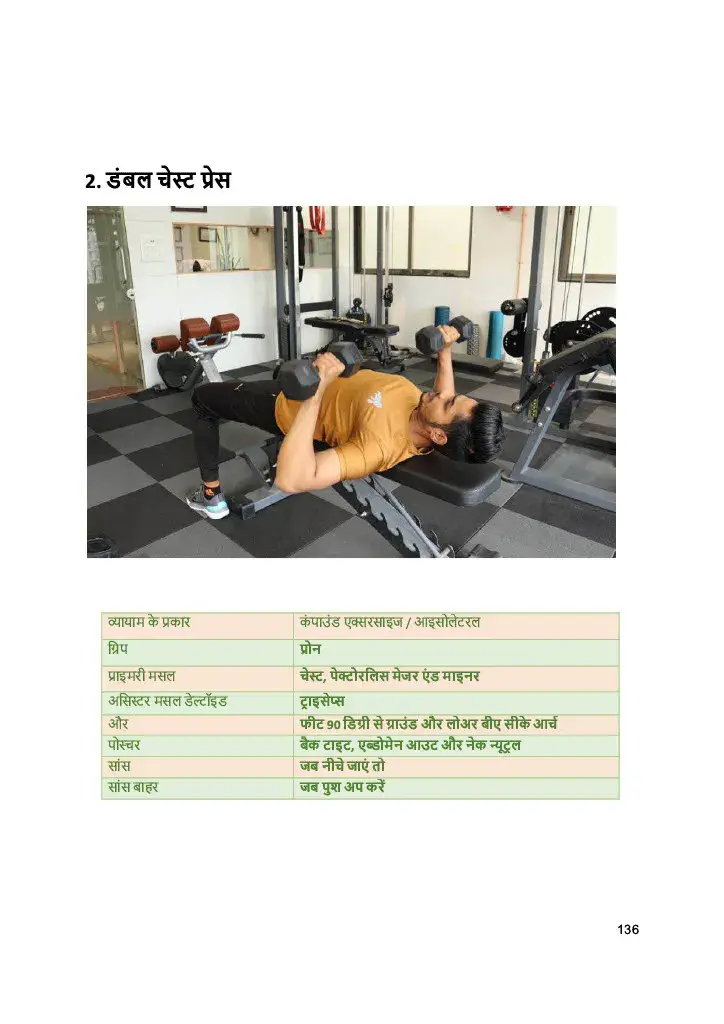 2. डंबल चेस्ट प्रेस
व्यायाम के प्रकार कंपाउंड एक्सरसाइज / आइसोलेटरल
ग्रिप प्रोन
प्राइमरी मसल चेस्ट, पेक्टोरलिस मेजर एंड माइनर
असिस्टर मसल डेल्टॉइड ट्राइसेप्स
और फीट 90 डिग्री से ग्राउंड और लोअर बीए सीके आर्च
पोस्चर बैक टाइट, एब्डोमेन आउट और नेक न्यूट्रल
सांस जब नीचे जाएं तो
सांस बाहर जब पुश अप करें
136